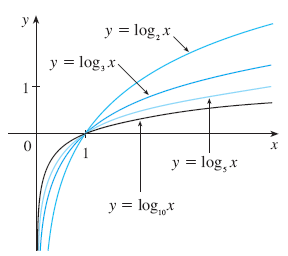 y
y = log₂ x
y = log₃ x
1
0
1
x
y = log₅ x
y = log₁₀ x